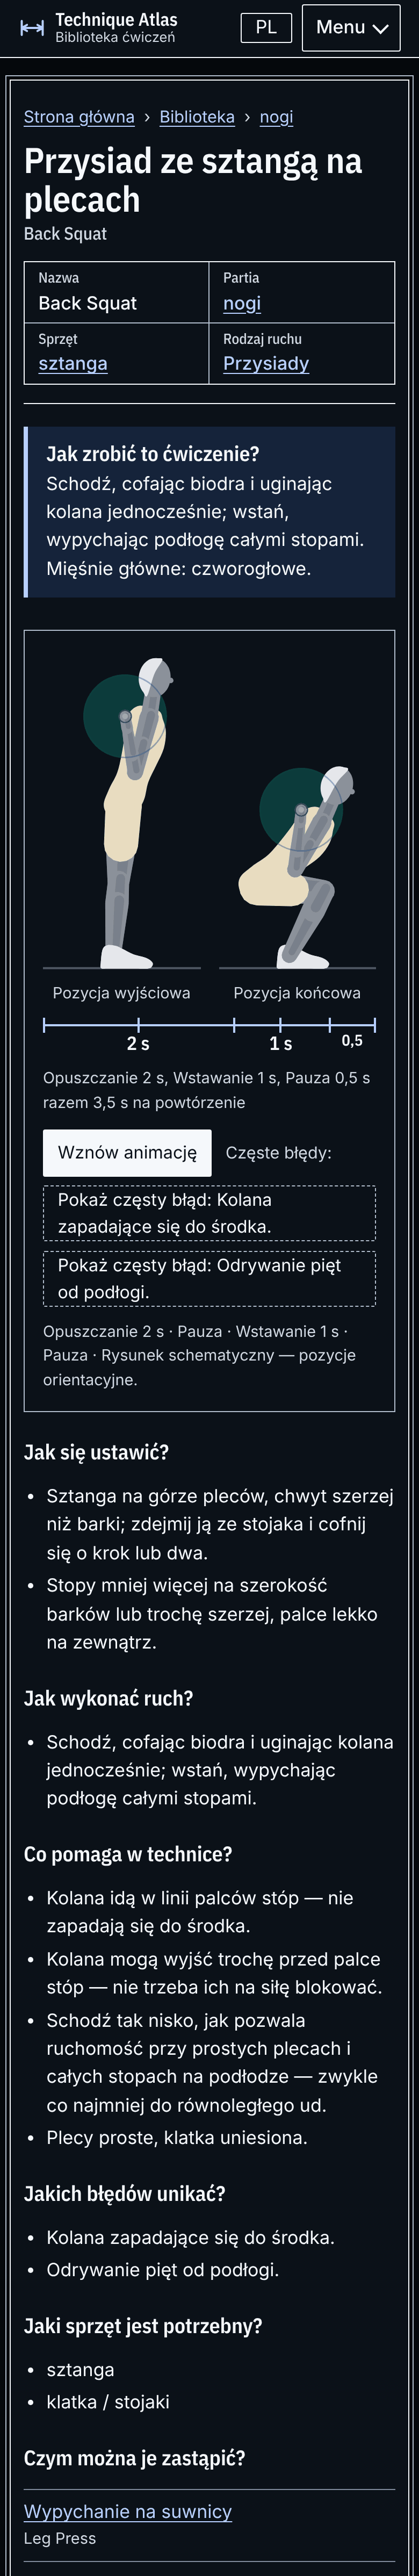 Technique Atlas
Biblioteka ćwiczeń
PL
Menu
Strona główna › Biblioteka › nogi
Przysiad ze sztangą na
plecach
Back Squat
Nazwa
Back Squat
Partia
nogi
Sprzęt
sztanga
Rodzaj ruchu
Przysiady
Jak zrobić to ćwiczenie?
Schodź, cofając biodra i uginając
kolana jednocześnie; wstań,
wypychając podłogę całymi stopami.
Mięśnie główne: czworogłowe.
Pozycja wyjściowa
Pozycja końcowa
2 s
1 s
0,5
Opuszczanie 2 s, Wstawanie 1 s, Pauza 0,5 s
razem 3,5 s na powtórzenie
Wznów animację
Częste błędy:
Pokaż częsty błąd: Kolana
zapadające się do środka.
Pokaż częsty błąd: Odrywanie pięt
od podłogi.
Opuszczanie 2 s · Pauza · Wstawanie 1 s ·
Pauza · Rysunek schematyczny — pozycje
orientacyjne.
Jak się ustawić?
• Sztanga na górze pleców, chwyt szerzej
niż barki; zdejmij ją ze stojaka i cofnij
się o krok lub dwa.
• Stopy mniej więcej na szerokość
barków lub trochę szerzej, palce lekko
na zewnątrz.
Jak wykonać ruch?
• Schodź, cofając biodra i uginając kolana
jednocześnie; wstań, wypychając
podłogę całymi stopami.
Co pomaga w technice?
• Kolana idą w linii palców stóp — nie
zapadają się do środka.
• Kolana mogą wyjść trochę przed palce
stóp — nie trzeba ich na siłę blokować.
• Schodź tak nisko, jak pozwala
ruchomość przy prostych plecach i
całych stopach na podłodze — zwykle
co najmniej do równoległego ud.
• Plecy proste, klatka uniesiona.
Jakich błędów unikać?
• Kolana zapadające się do środka.
• Odrywanie pięt od podłogi.
Jaki sprzęt jest potrzebny?
• sztanga
• klatka / stojaki
Czym można je zastąpić?
Wypychanie na suwnicy
Leg Press